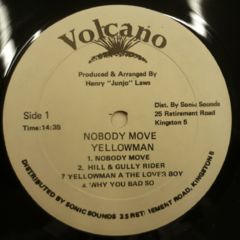 Volcano
Produced & Arranged By
Henry "Junjo" Laws
Side 1
Time:14:35
Dist. By Sonic Sounds
25 Retirement Road
Kingston 5
NOBODY MOVE
YELLOWMAN
1. NOBODY MOVE
2. HILL & GULLY RIDER
7 YELLOWMAN A THE LOVER BOY
4. WHY YOU BAD SO
DISTRIBUTED BY SONIC SOUNDS 25 RETIREMENT ROAD, KINGSTON 5